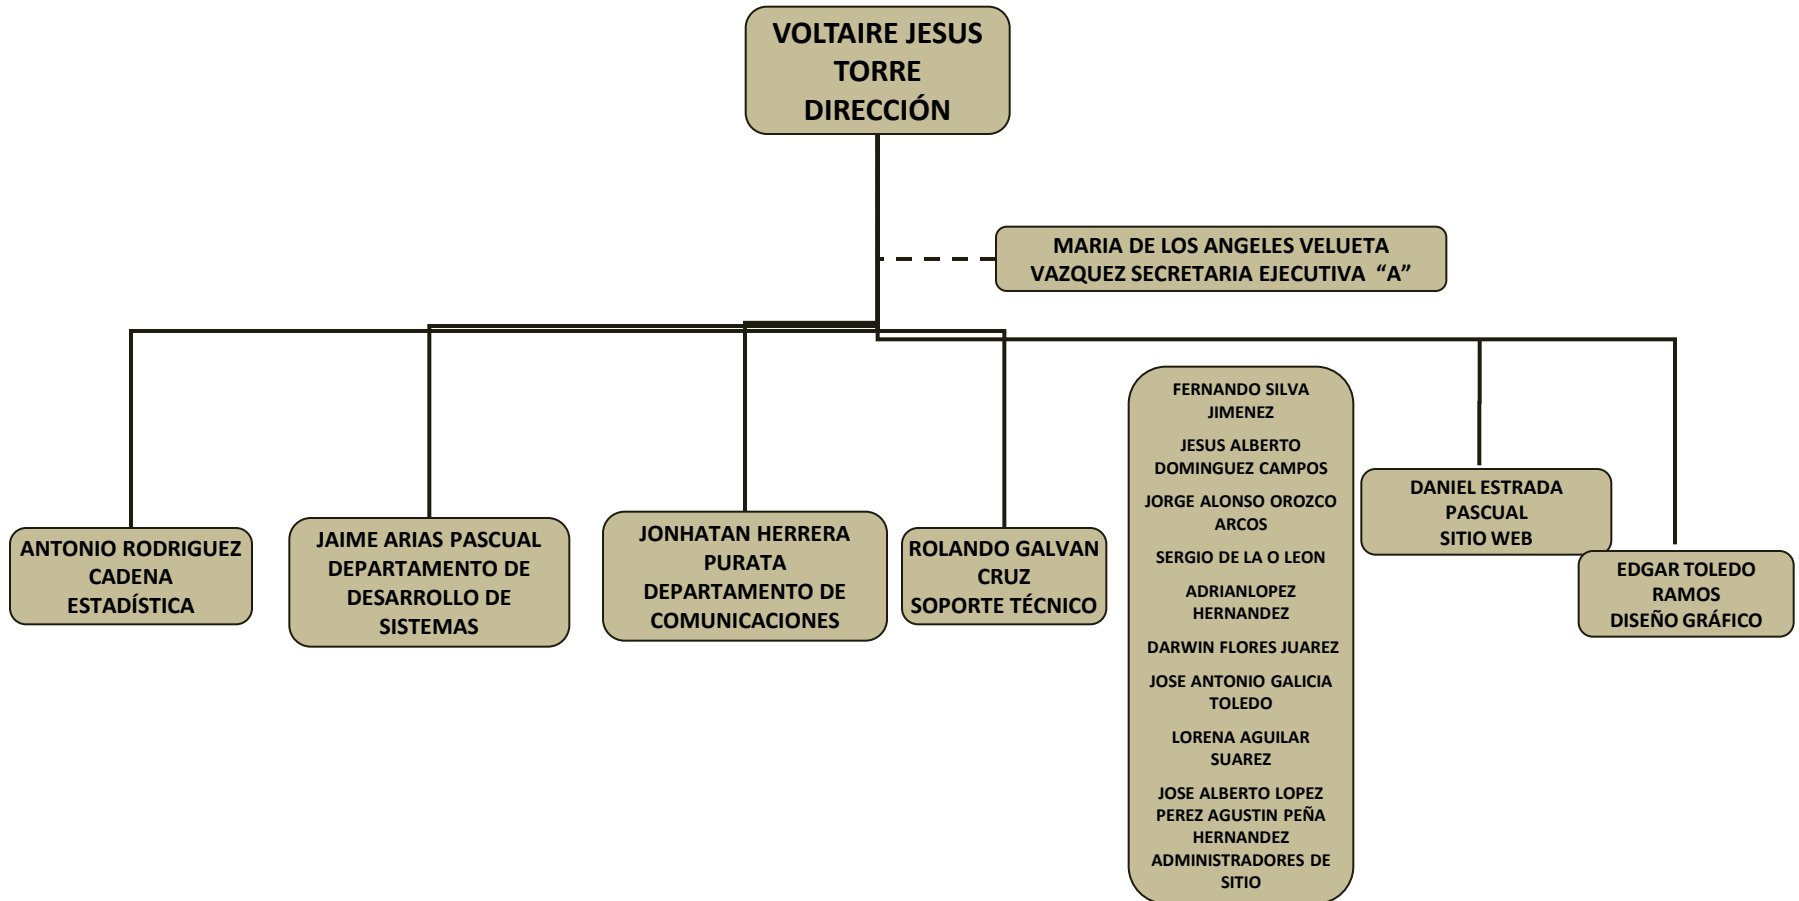 VOLTAIRE JESUS
TORRE
DIRECCIÓN
MARIA DE LOS ANGELES VELUETA
VAZQUEZ SECRETARIA EJECUTIVA “A”
ANTONIO RODRIGUEZ
CADENA
ESTADÍSTICA
JAIME ARIAS PASCUAL
DEPARTAMENTO DE
DESARROLLO DE
SISTEMAS
JONHATAN HERRERA
PURATA
DEPARTAMENTO DE
COMUNICACIONES
ROLANDO GALVAN
CRUZ
SOPORTE TÉCNICO
FERNANDO SILVA
JIMENEZ
JESUS ALBERTO
DOMINGUEZ CAMPOS
JORGE ALONSO OROZCO
ARCOS
SERGIO DE LA O LEON
ADRIANLOPEZ
HERNANDEZ
DARWIN FLORES JUAREZ
JOSE ANTONIO GALICIA
TOLEDO
LORENA AGUILAR
SUAREZ
JOSE ALBERTO LOPEZ
PEREZ AGUSTIN PEÑA
HERNANDEZ
ADMINISTRADORES DE
SITIO
DANIEL ESTRADA
PASCUAL
SITIO WEB
EDGAR TOLEDO
RAMOS
DISEÑO GRÁFICO